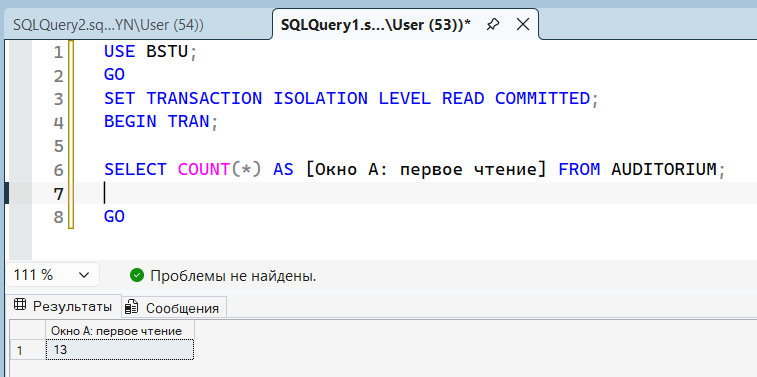 SQLQuery2.sq...YN\User (54))
SQLQuery1.s...\User (53))*
1 USE BSTU;
2 GO
3 SET TRANSACTION ISOLATION LEVEL READ COMMITTED;
4 BEGIN TRAN;
5
6 SELECT COUNT(*) AS [Окно A: первое чтение] FROM AUDITORIUM;
7
8 GO
111 %
Проблемы не найдены.
Результаты
Сообщения
Окно A: первое чтение
1 13